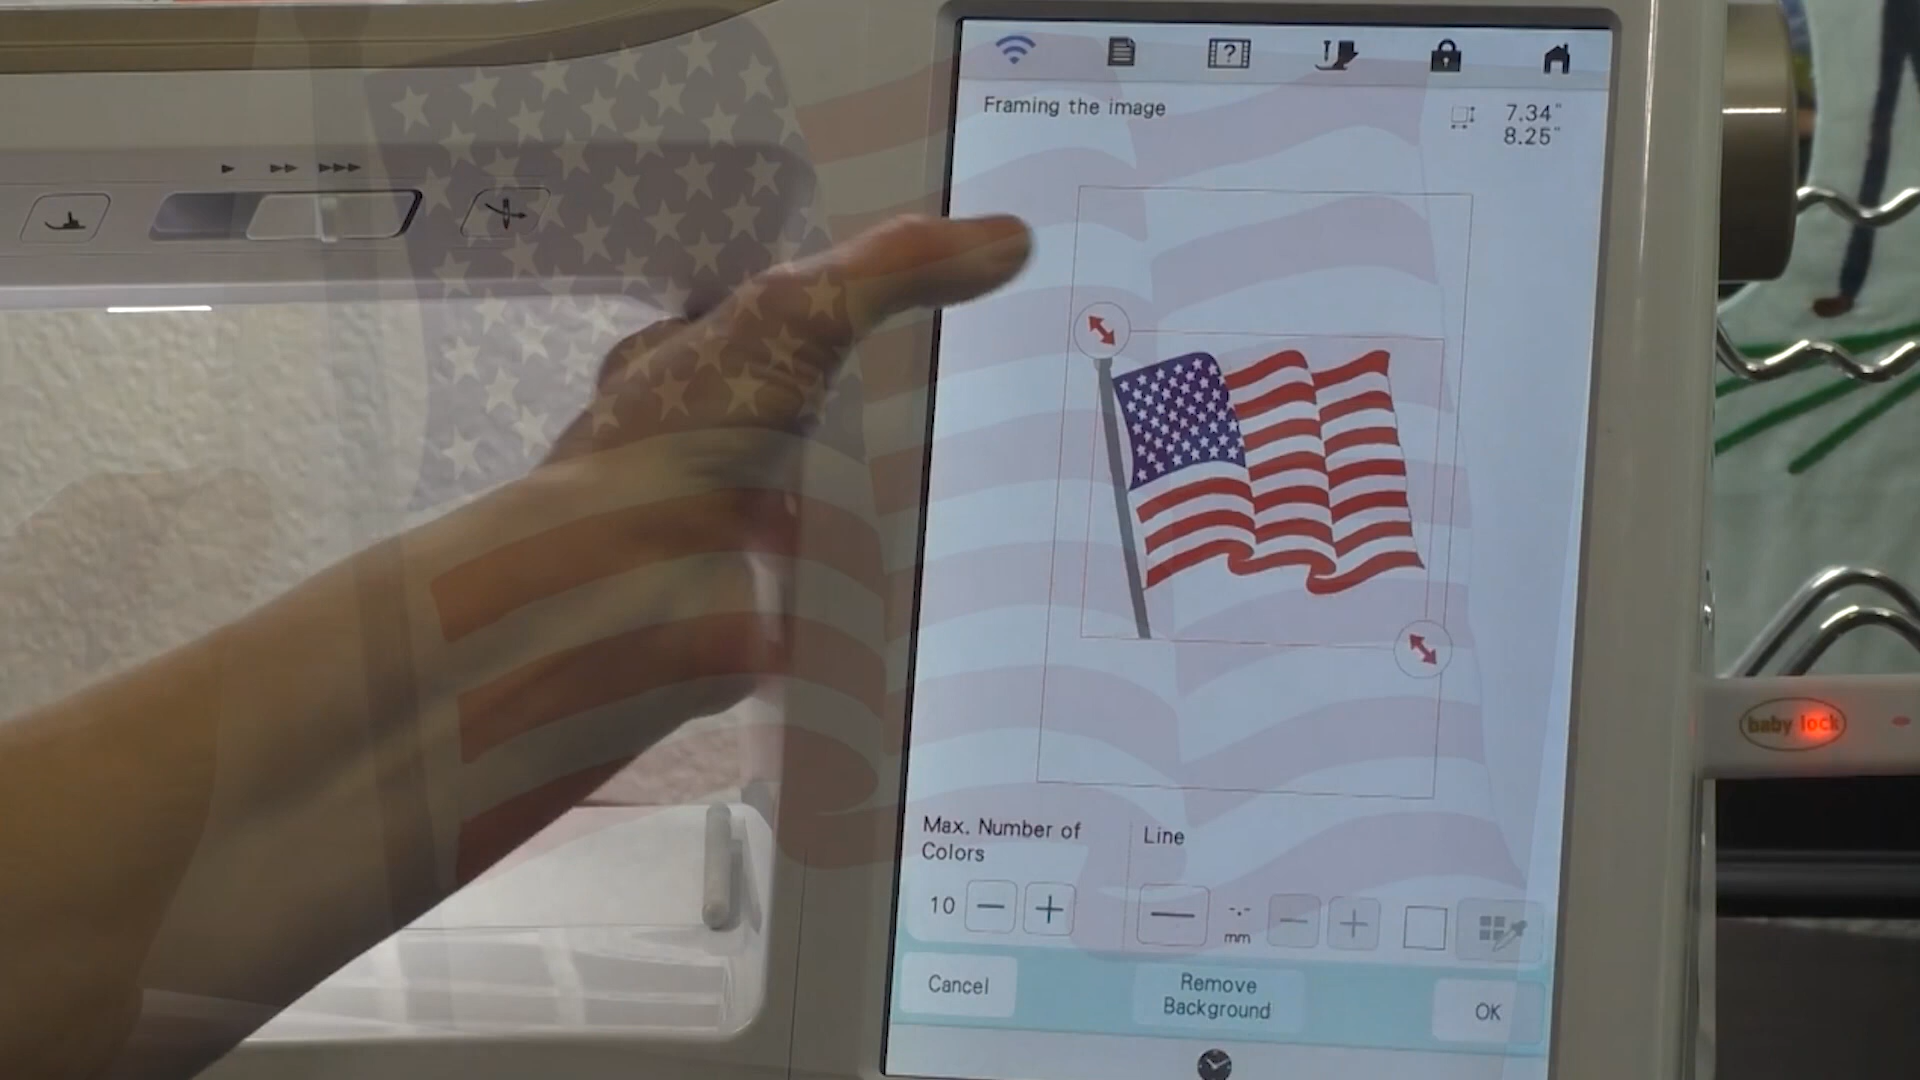 Framing the image
7.34"
8.25"
Max. Number of
Colors
Line
10
-.-
mm
Cancel
Remove
Background
OK
baby lock